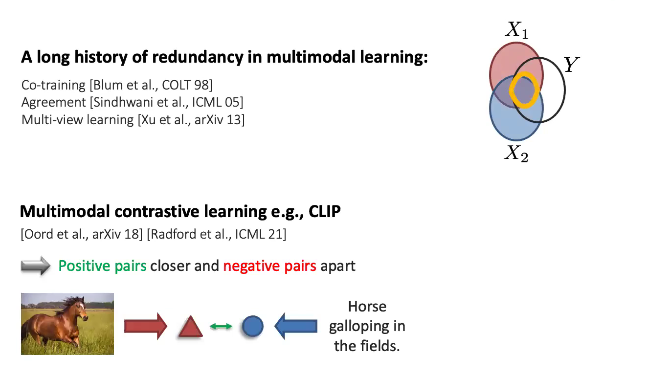 X₁
A long history of redundancy in multimodal learning:
Y
Co-training [Blum et al., COLT 98]
Agreement [Sindhwani et al., ICML 05]
Multi-view learning [Xu et al., arXiv 13]
X₂
Multimodal contrastive learning e.g., CLIP
[Oord et al., arXiv 18] [Radford et al., ICML 21]
Positive pairs closer and negative pairs apart
Horse
galloping in
the fields.